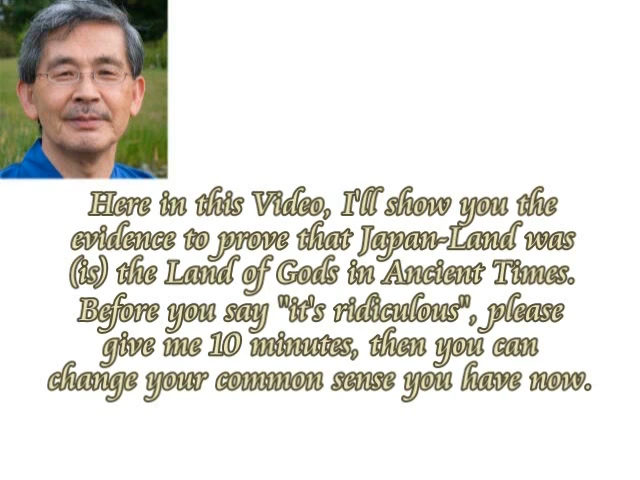 Here in this Video, I'll show you the
evidence to prove that Japan-Land was
(is) the Land of Gods in Ancient Times.
Before you say "it's ridiculous", please
give me 10 minutes, then you can
change your common sense you have now.